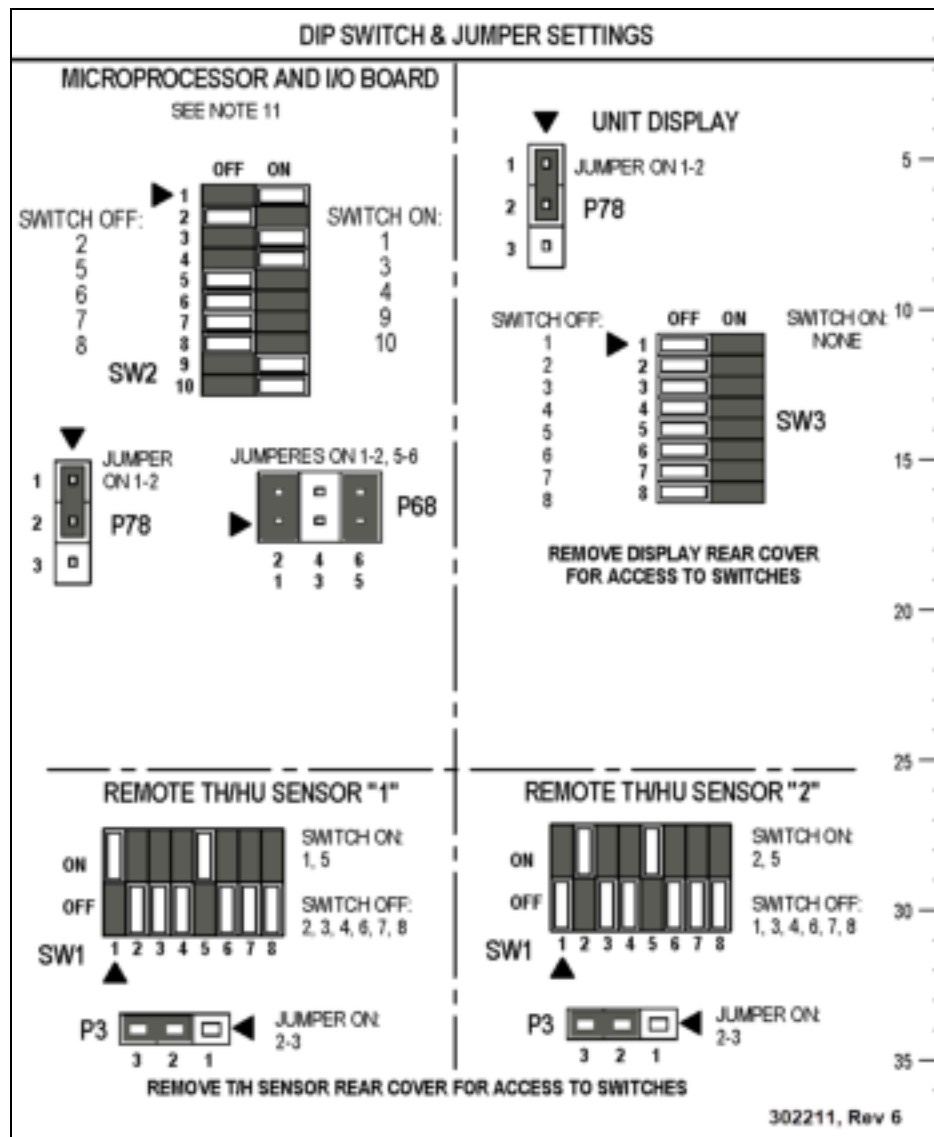 DIP SWITCH & JUMPER SETTINGS
MICROPROCESSOR AND I/O BOARD
SEE NOTE 11
OFF ON
SWITCH OFF:
2
5
6
7
8
1
2
3
4
5
6
7
8
9
10
SWITCH ON:
1
3
4
9
10
SW2
JUMPER
ON 1-2
1
2
3
P78
JUMPERES ON 1-2, 5-6
P68
2 4 6
1 3 5
UNIT DISPLAY
1
2
3
JUMPER ON 1-2
P78
SWITCH OFF:
1
2
3
4
5
6
7
8
OFF ON
1
2
3
4
5
6
7
8
SWITCH ON:
NONE
SW3
REMOVE DISPLAY REAR COVER
FOR ACCESS TO SWITCHES
REMOTE TH/HU SENSOR "1"
ON
OFF
SW1
1 2 3 4 5 6 7 8
SWITCH ON:
1, 5
SWITCH OFF:
2, 3, 4, 6, 7, 8
P3
3 2 1
JUMPER ON:
2-3
REMOTE TH/HU SENSOR "2"
ON
OFF
SW1
1 2 3 4 5 6 7 8
SWITCH ON:
2, 5
SWITCH OFF:
1, 3, 4, 6, 7, 8
P3
3 2 1
JUMPER ON:
2-3
REMOVE T/H SENSOR REAR COVER FOR ACCESS TO SWITCHES
5
10
15
20
25
30
35
302211, Rev 6